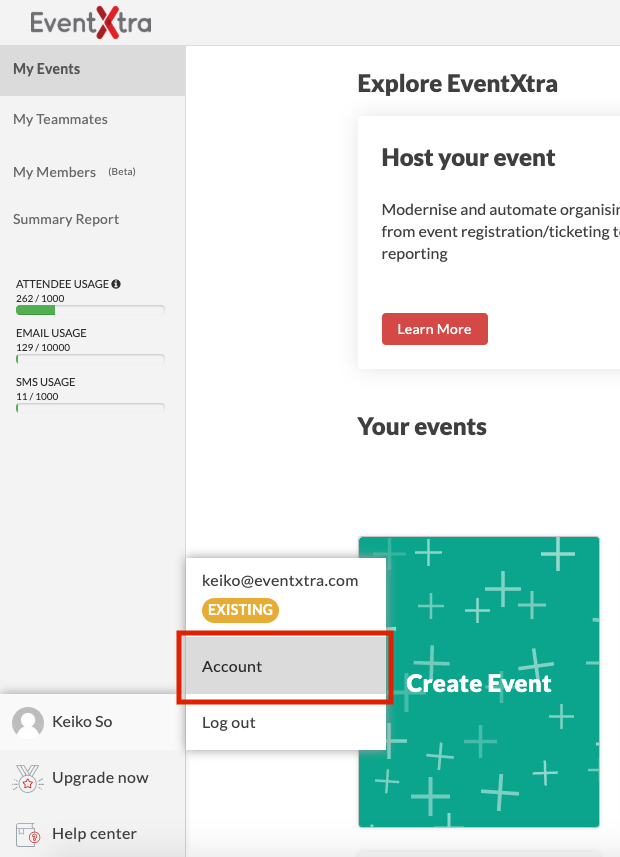 EventXtra
My Events
My Teammates
My Members (Beta)
Summary Report
ATTENDEE USAGE
262 / 1000
EMAIL USAGE
129 / 10000
SMS USAGE
11 / 1000
Explore EventXtra
Host your event
Modernise and automate
from event registration/ticketing
reporting
Learn More
Your events
Create Event
keiko@eventxtra.com
EXISTING
Account
Log out
Keiko So
Upgrade now
Help center